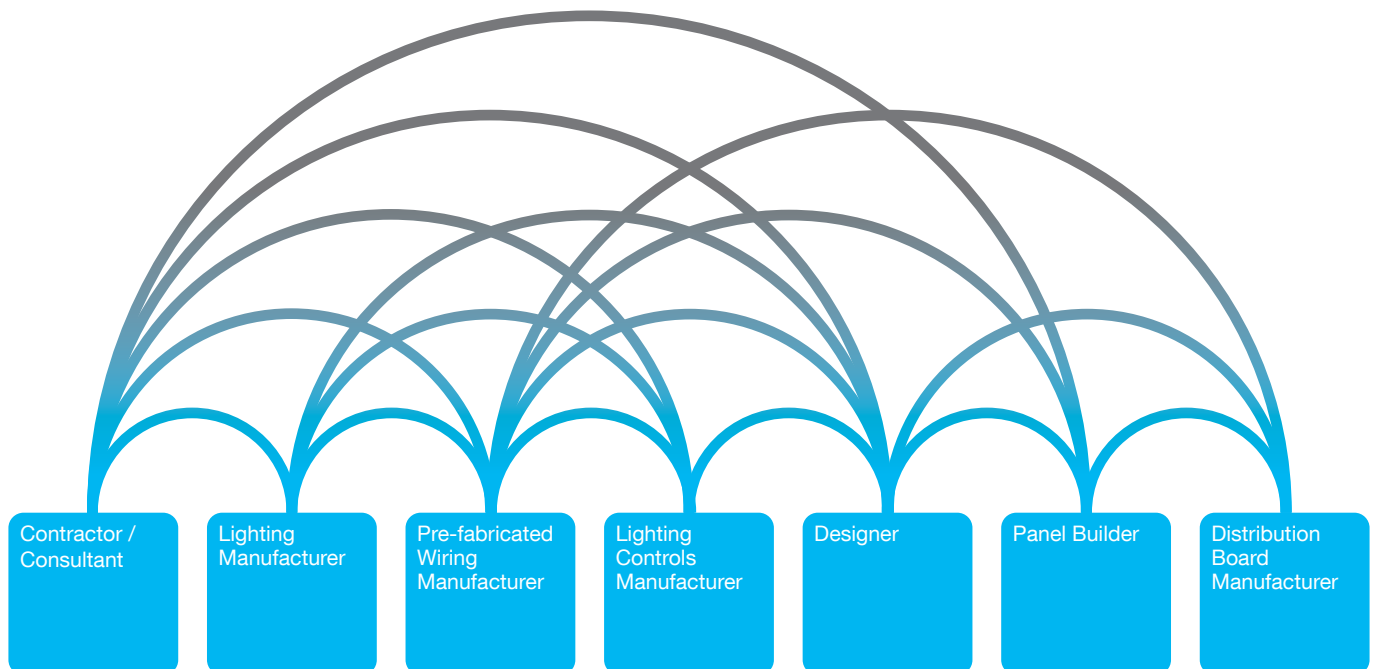 Contractor /
Consultant
Lighting
Manufacturer
Pre-fabricated
Wiring
Manufacturer
Lighting
Controls
Manufacturer
Designer
Panel Builder
Distribution
Board
Manufacturer